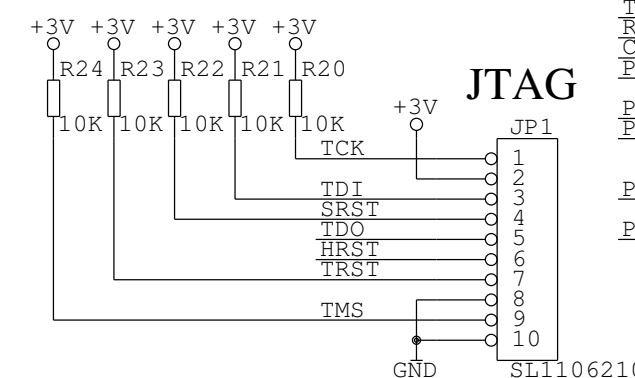 +3V +3V +3V +3V +3V
R24 R23 R22 R21 R20
10K 10K 10K 10K 10K
JTAG
+3V
JP1
TCK 1
2
TDI 3
SRST 4
TDO 5
HRST 6
TRST 7
8
TMS 9
10
GND
SL1106210
T
R
C
P
P
P
P
P